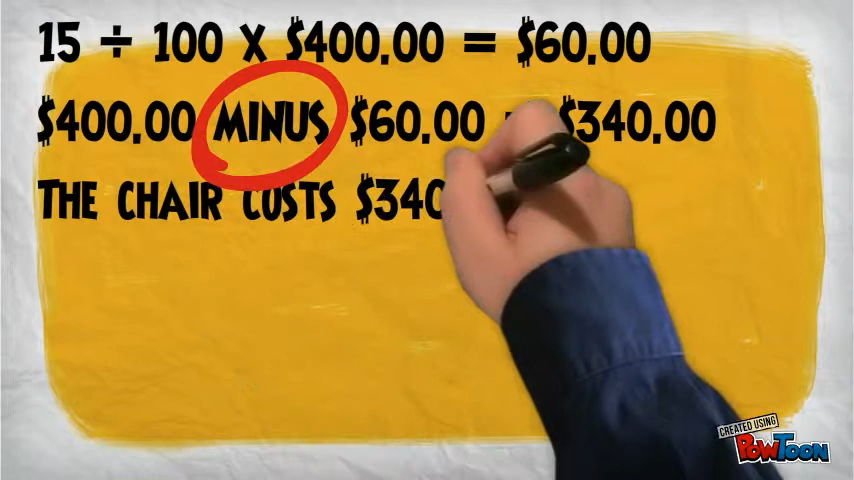 15 ÷ 100 X $400.00 = $60.00
$400.00 MINUS $60.00 = $340.00
THE CHAIR COSTS $340
CREATED USING
POWTOON